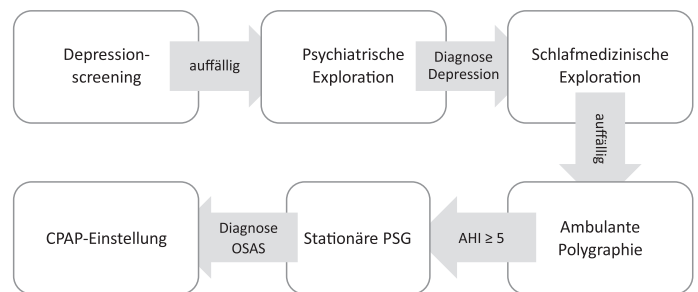 Depression-
screening
auffällig
Psychiatrische
Exploration
Diagnose
Depression
Schlafmedizinische
Exploration
auffällig
Ambulante
Polygraphie
AHI ≥ 5
Stationäre PSG
Diagnose
OSAS
CPAP-Einstellung